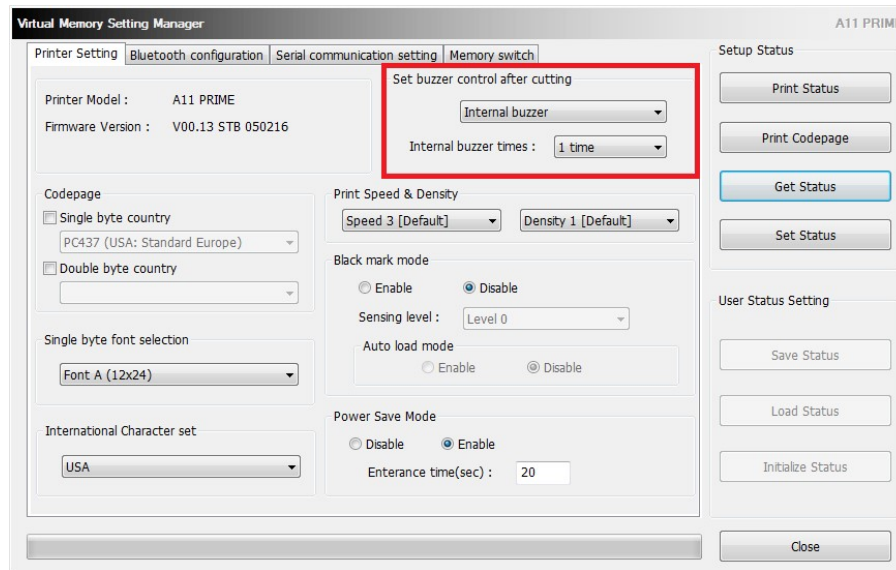 Virtual Memory Setting Manager
A11 PRIME
Printer Setting
Bluetooth configuration
Serial communication setting
Memory switch
Printer Model : A11 PRIME
Firmware Version : V00.13 STB 050216
Set buzzer control after cutting
Internal buzzer
Internal buzzer times : 1 time
Codepage
Single byte country
PC437 (USA: Standard Europe)
Double byte country
Single byte font selection
Font A (12x24)
International Character set
USA
Print Speed & Density
Speed 3 [Default]
Density 1 [Default]
Black mark mode
Enable
Disable
Sensing level :
Level 0
Auto load mode
Enable
Disable
Power Save Mode
Disable
Enable
Enterance time(sec) : 20
Setup Status
Print Status
Print Codepage
Get Status
Set Status
User Status Setting
Save Status
Load Status
Initialize Status
Close